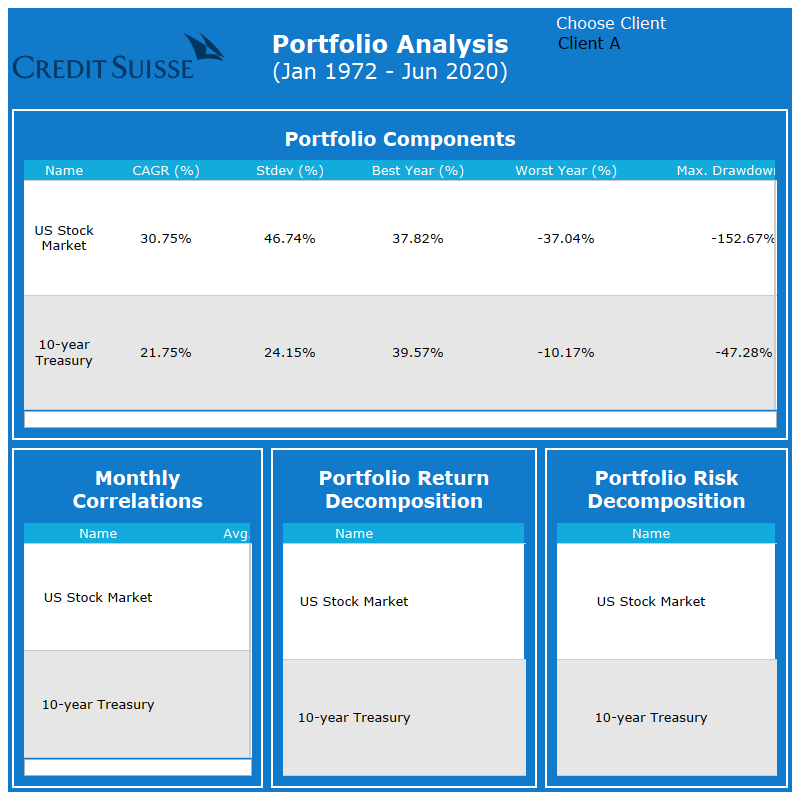 CREDIT SUISSE
Portfolio Analysis
(Jan 1972 - Jun 2020)
Choose Client
Client A
Portfolio Components
Name CAGR (%) Stdev (%) Best Year (%) Worst Year (%) Max. Drawdown
US Stock
Market
30.75% 46.74% 37.82% -37.04% -152.67%
10-year
Treasury
21.75% 24.15% 39.57% -10.17% -47.28%
Monthly
Correlations
Name Avg.
US Stock Market
10-year Treasury
Portfolio Return
Decomposition
Name
US Stock Market
10-year Treasury
Portfolio Risk
Decomposition
Name
US Stock Market
10-year Treasury